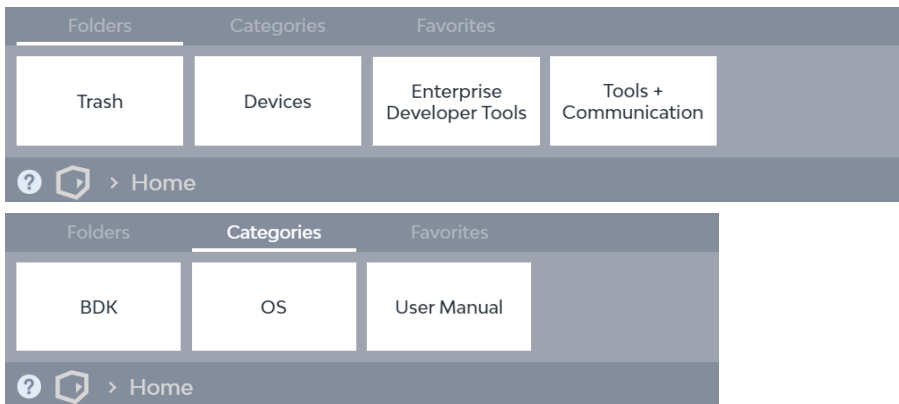 Folders Categories Favorites
Trash Devices Enterprise Developer Tools Tools + Communication
? > Home
Folders Categories Favorites
BDK OS User Manual
? > Home